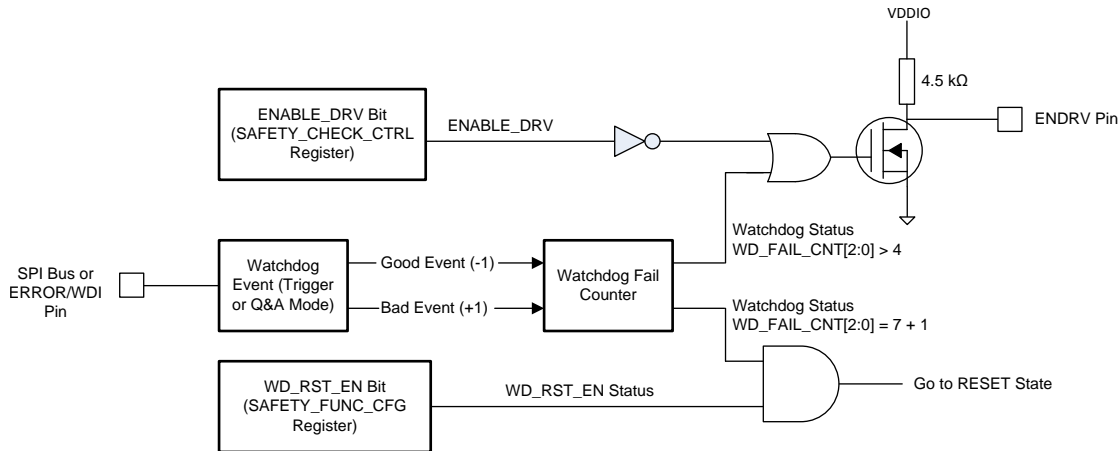 VDDIO
4.5 kΩ
ENDRV Pin
ENABLE_DRV Bit
(SAFETY_CHECK_CTRL
Register)
ENABLE_DRV
Watchdog Status
WD_FAIL_CNT[2:0] > 4
SPI Bus or
ERROR/WDI
Pin
Watchdog
Event (Trigger
or Q&A Mode)
Good Event (-1)
Bad Event (+1)
Watchdog Fail
Counter
Watchdog Status
WD_FAIL_CNT[2:0] = 7 + 1
WD_RST_EN Bit
(SAFETY_FUNC_CFG
Register)
WD_RST_EN Status
Go to RESET State